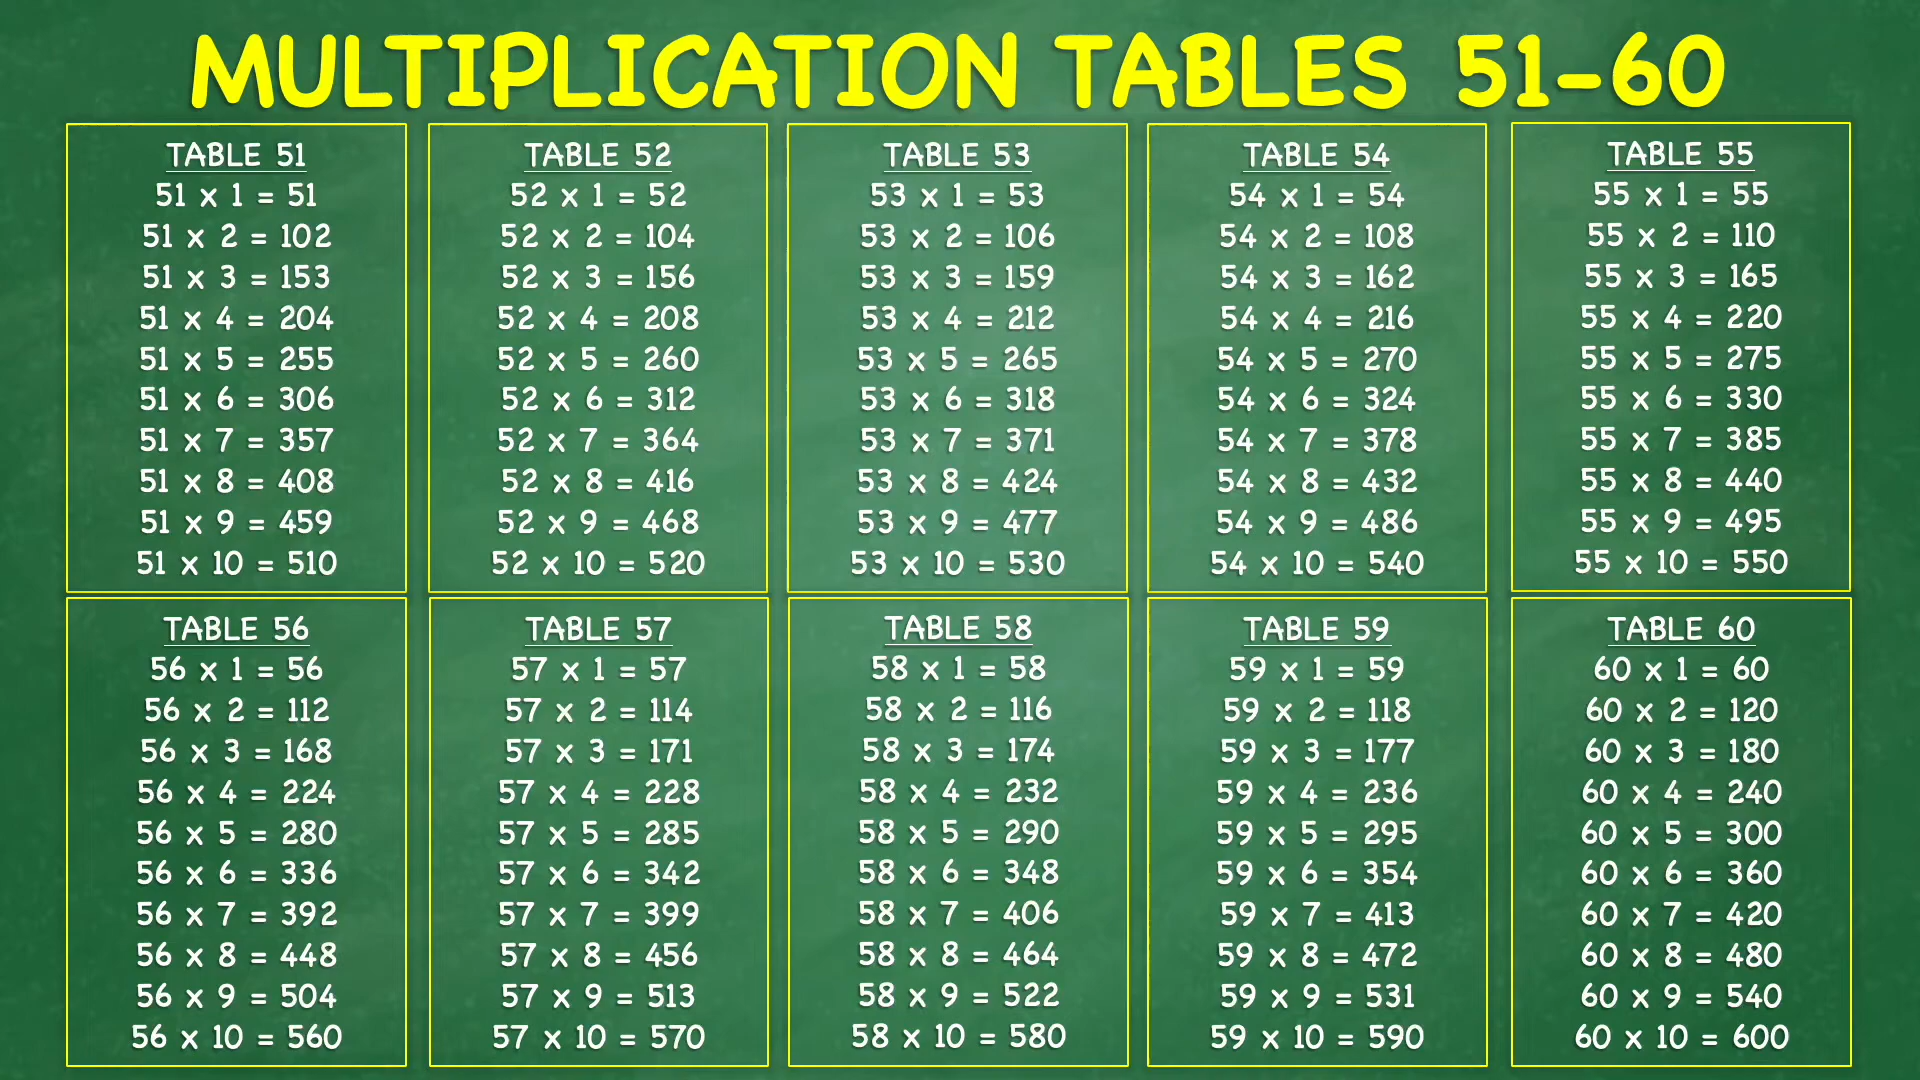 MULTIPLICATION TABLES 51-60
TABLE 51
51 x 1 = 51
51 x 2 = 102
51 x 3 = 153
51 x 4 = 204
51 x 5 = 255
51 x 6 = 306
51 x 7 = 357
51 x 8 = 408
51 x 9 = 459
51 x 10 = 510
TABLE 52
52 x 1 = 52
52 x 2 = 104
52 x 3 = 156
52 x 4 = 208
52 x 5 = 260
52 x 6 = 312
52 x 7 = 364
52 x 8 = 416
52 x 9 = 468
52 x 10 = 520
TABLE 53
53 x 1 = 53
53 x 2 = 106
53 x 3 = 159
53 x 4 = 212
53 x 5 = 265
53 x 6 = 318
53 x 7 = 371
53 x 8 = 424
53 x 9 = 477
53 x 10 = 530
TABLE 54
54 x 1 = 54
54 x 2 = 108
54 x 3 = 162
54 x 4 = 216
54 x 5 = 270
54 x 6 = 324
54 x 7 = 378
54 x 8 = 432
54 x 9 = 486
54 x 10 = 540
TABLE 55
55 x 1 = 55
55 x 2 = 110
55 x 3 = 165
55 x 4 = 220
55 x 5 = 275
55 x 6 = 330
55 x 7 = 385
55 x 8 = 440
55 x 9 = 495
55 x 10 = 550
TABLE 56
56 x 1 = 56
56 x 2 = 112
56 x 3 = 168
56 x 4 = 224
56 x 5 = 280
56 x 6 = 336
56 x 7 = 392
56 x 8 = 448
56 x 9 = 504
56 x 10 = 560
TABLE 57
57 x 1 = 57
57 x 2 = 114
57 x 3 = 171
57 x 4 = 228
57 x 5 = 285
57 x 6 = 342
57 x 7 = 399
57 x 8 = 456
57 x 9 = 513
57 x 10 = 570
TABLE 58
58 x 1 = 58
58 x 2 = 116
58 x 3 = 174
58 x 4 = 232
58 x 5 = 290
58 x 6 = 348
58 x 7 = 406
58 x 8 = 464
58 x 9 = 522
58 x 10 = 580
TABLE 59
59 x 1 = 59
59 x 2 = 118
59 x 3 = 177
59 x 4 = 236
59 x 5 = 295
59 x 6 = 354
59 x 7 = 413
59 x 8 = 472
59 x 9 = 531
59 x 10 = 590
TABLE 60
60 x 1 = 60
60 x 2 = 120
60 x 3 = 180
60 x 4 = 240
60 x 5 = 300
60 x 6 = 360
60 x 7 = 420
60 x 8 = 480
60 x 9 = 540
60 x 10 = 600